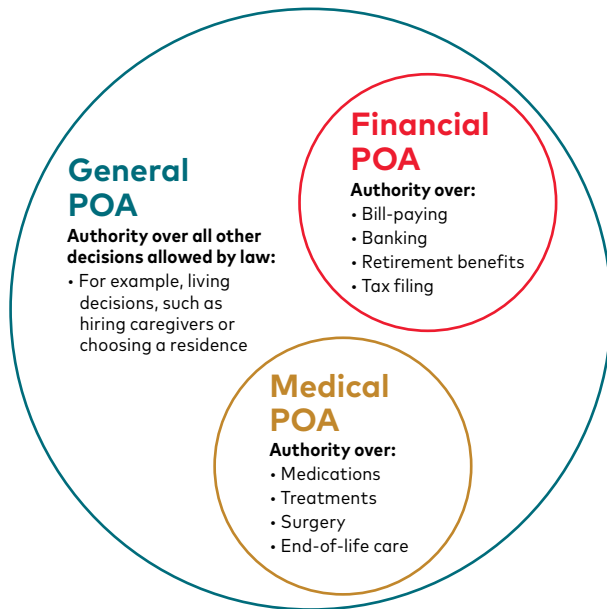 General
POA
Authority over all other
decisions allowed by law:
• For example, living
decisions, such as
hiring caregivers or
choosing a residence
Financial
POA
Authority over:
• Bill-paying
• Banking
• Retirement benefits
• Tax filing
Medical
POA
Authority over:
• Medications
• Treatments
• Surgery
• End-of-life care